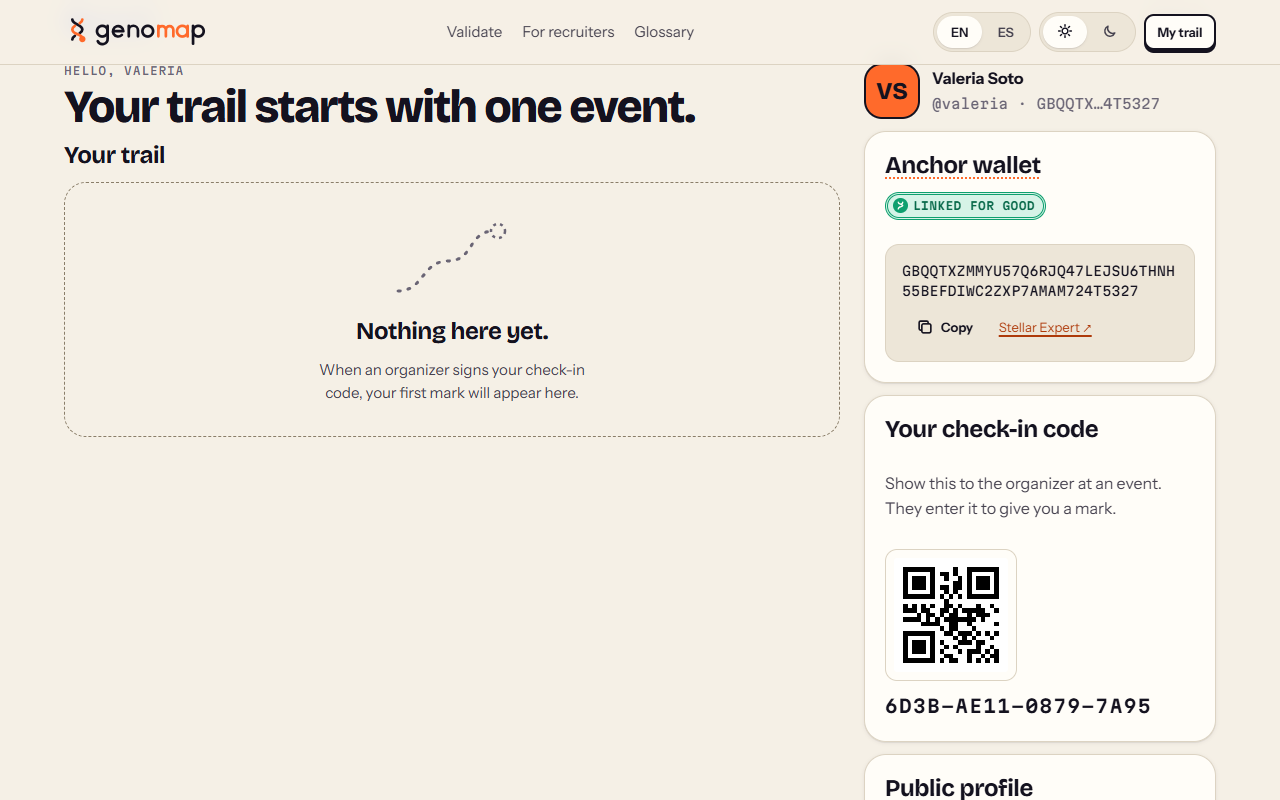 genomap
Validate
For recruiters
Glossary
EN
ES
My trail
HELLO, VALERIA
Your trail starts with one event.
Your trail
Nothing here yet.
When an organizer signs your check-in
code, your first mark will appear here.
VS
Valeria Soto
@valeria · GBQQTX…4T5327
Anchor wallet
LINKED FOR GOOD
GBQQTXZMMYU57Q6RJQ47LEJSU6THNH
55BEFDIWC2ZXP7AMAM724T5327
Copy
Stellar Expert ↗
Your check-in code
Show this to the organizer at an event.
They enter it to give you a mark.
6D3B-AE11-0879-7A95
Public profile